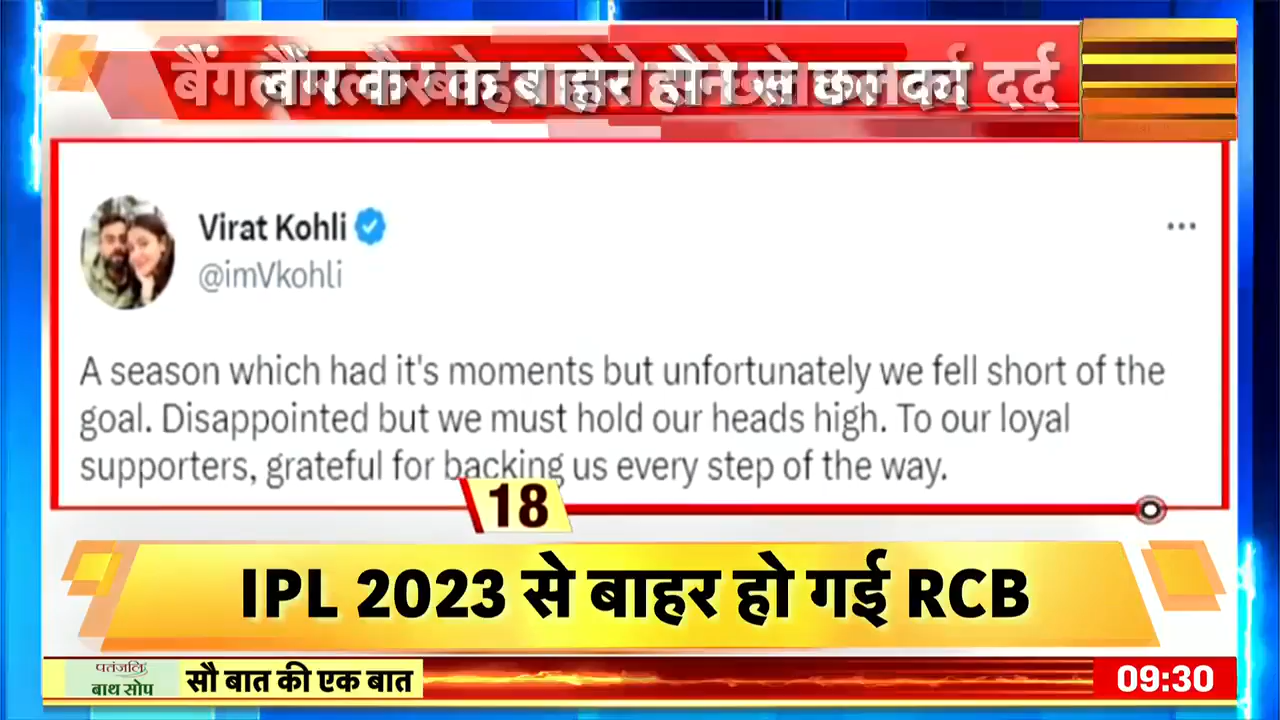 Virat Kohli
@imVkohli
A season which had it's moments but unfortunately we fell short of the
goal. Disappointed but we must hold our heads high. To our loyal
supporters, grateful for backing us every step of the way.
18
IPL 2023 से बाहर हो गई RCB
पतंजलि
बाथ सोप
सौ बात की एक बात
09:30